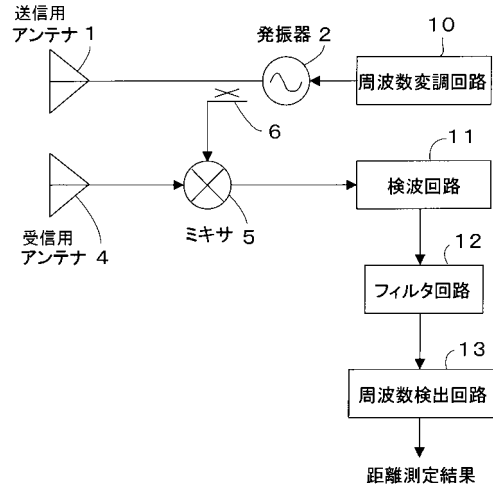 送信用
アンテナ 1
発振器 2
10
周波数変調回路
6
11
検波回路
受信用
アンテナ 4
ミキサ 5
12
フィルタ回路
13
周波数検出回路
距離測定結果